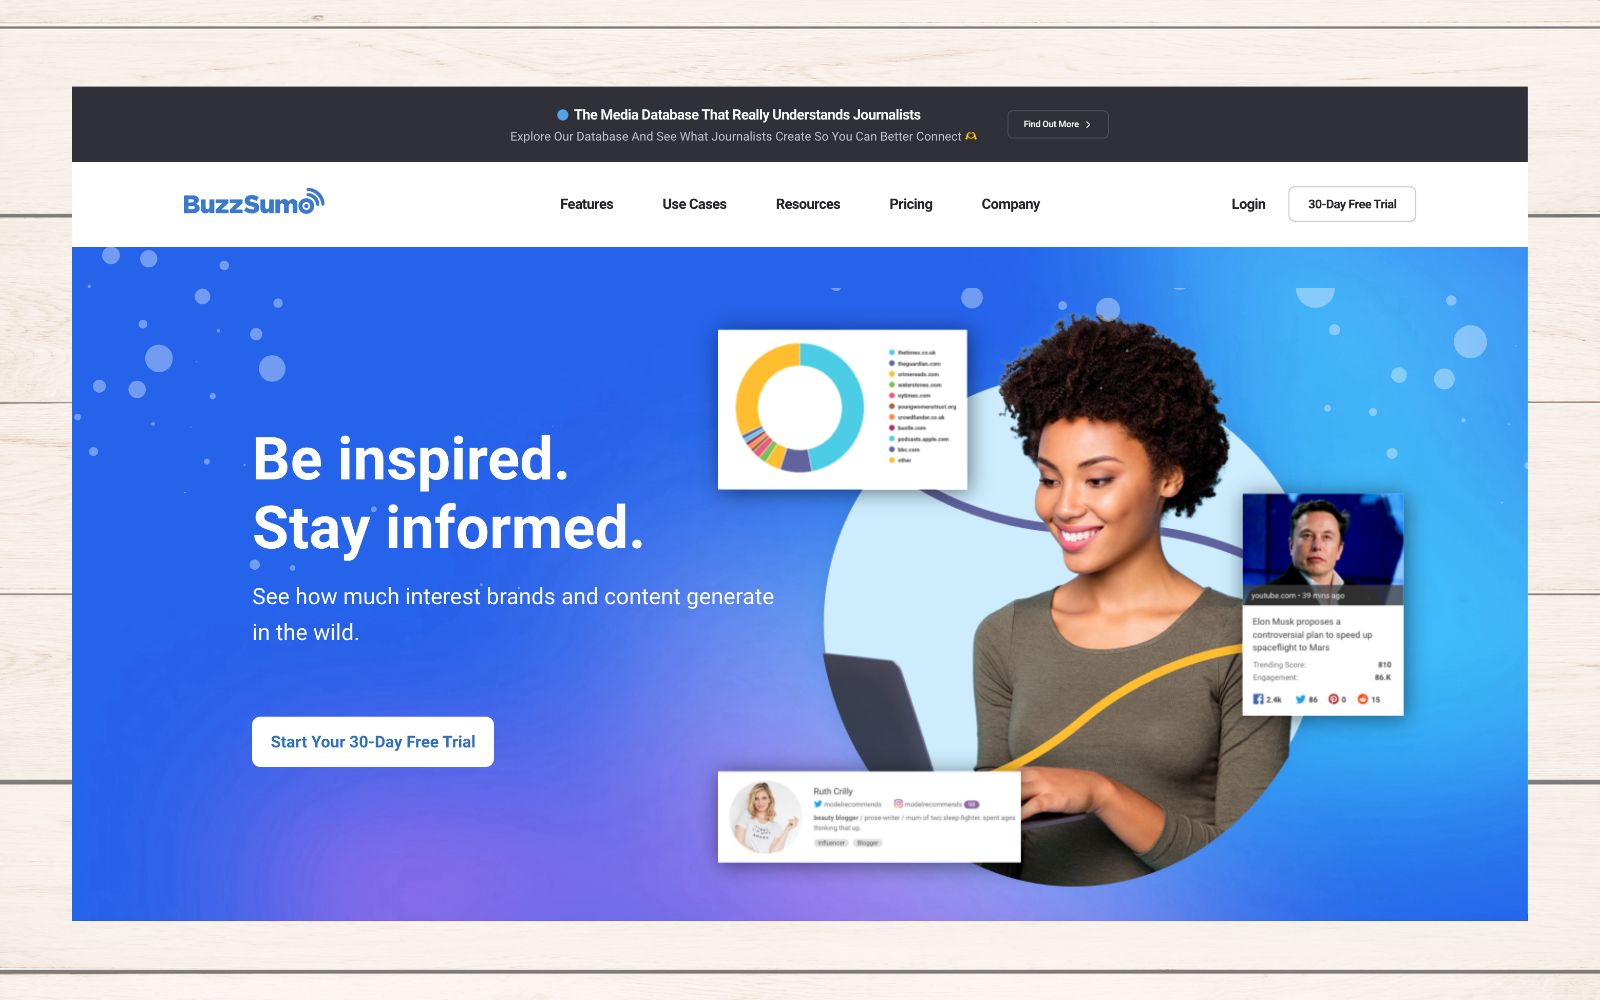 The Media Database That Really Understands Journalists
Explore Our Database And See What Journalists Create So You Can Better Connect
Find Out More
BuzzSumo
Features
Use Cases
Resources
Pricing
Company
Login
30-Day Free Trial
Be inspired.
Stay informed.
See how much interest brands and content generate
in the wild.
Start Your 30-Day Free Trial
thetimes.co.uk
theguardian.com
crimereads.com
waterstones.com
nytimes.com
youngwomenstrust.org
crowdfunder.co.uk
bustle.com
podcasts.apple.com
bbc.com
other
youtube.com • 39 mins ago
Elon Musk proposes a
controversial plan to speed up
spaceflight to Mars
Trending Score: 810
Engagement: 86.K
2.4k 86 0 15
Ruth Crilly
modelrecommends modelrecommends 98
beauty blogger / prose-writer / mum of two sleep-fighter. spent ages
thinking that up.
Influencer Blogger